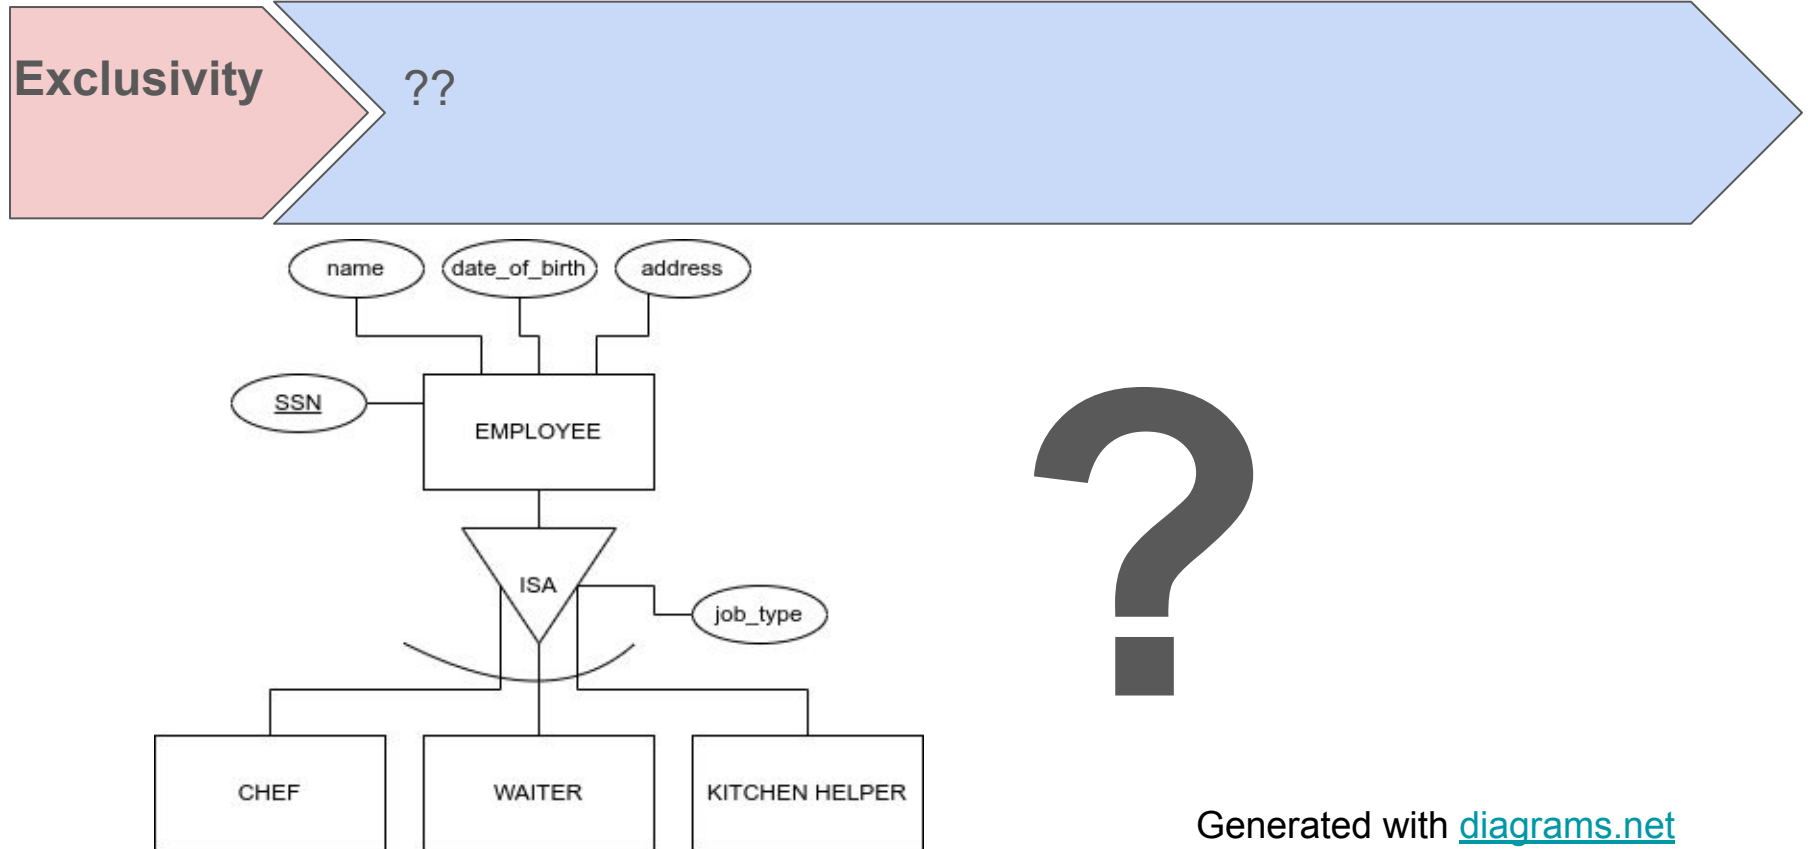 Exclusivity
??
name
date_of_birth
address
SSN
EMPLOYEE
ISA
job_type
?
CHEF
WAITER
KITCHEN HELPER
Generated with diagrams.net